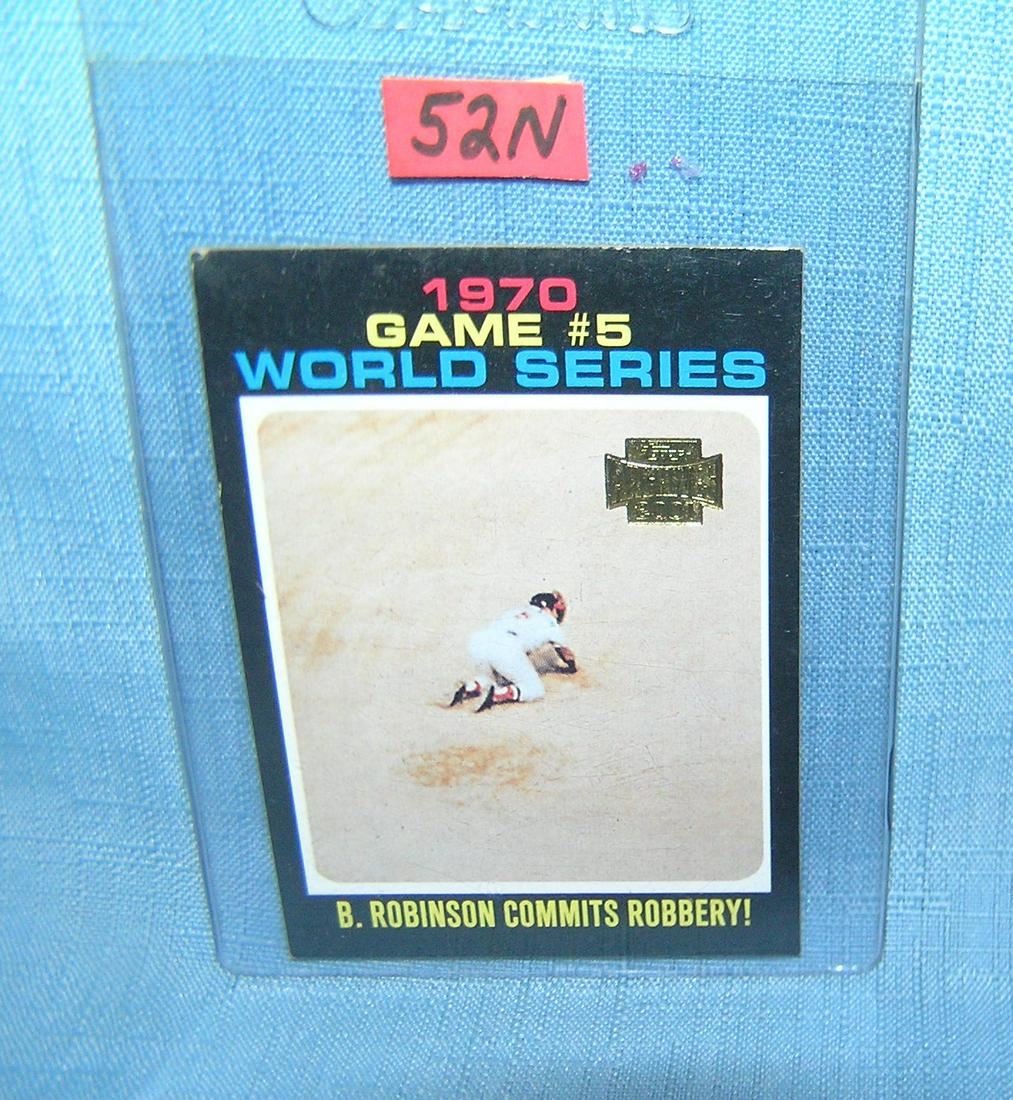 52N
1970
GAME #5
WORLD SERIES
B. ROBINSON COMMITS ROBBERY!